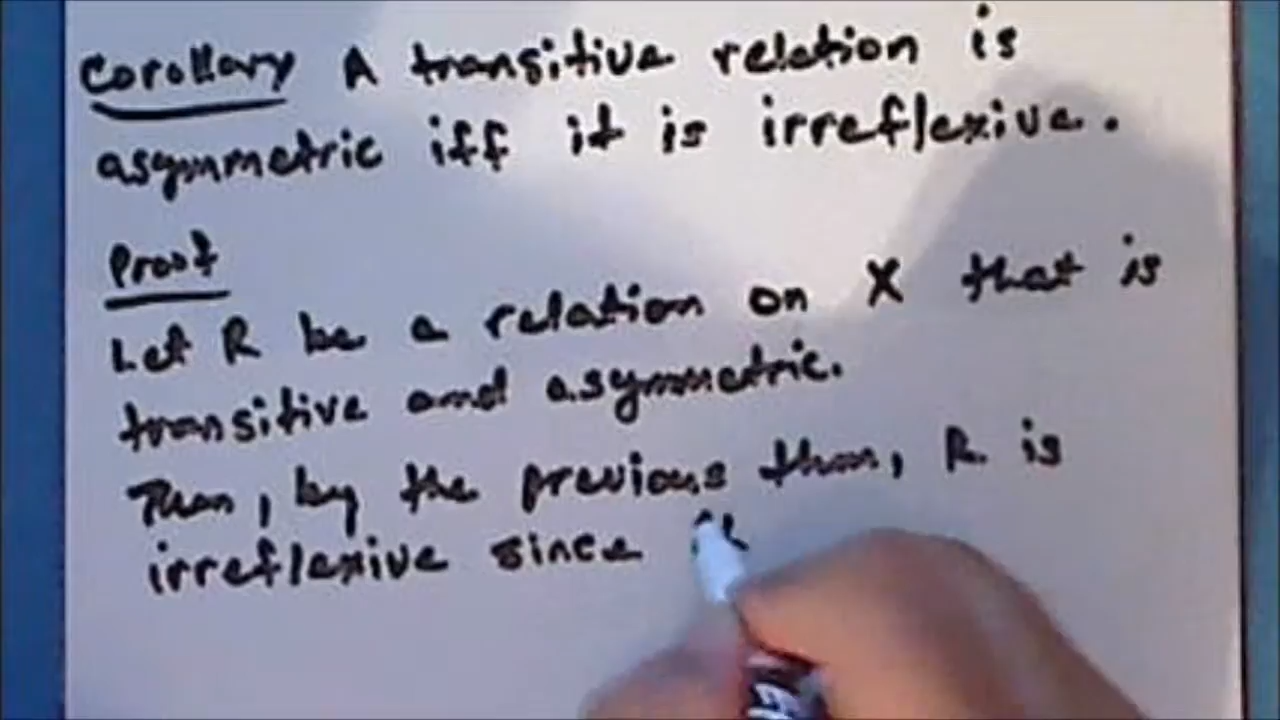 Corollary A transitive relation is
asymmetric iff it is irreflexive.
Proof
Let R be a relation on X that is
transitive and asymmetric.
Then, by the previous thm, R is
irreflexive since